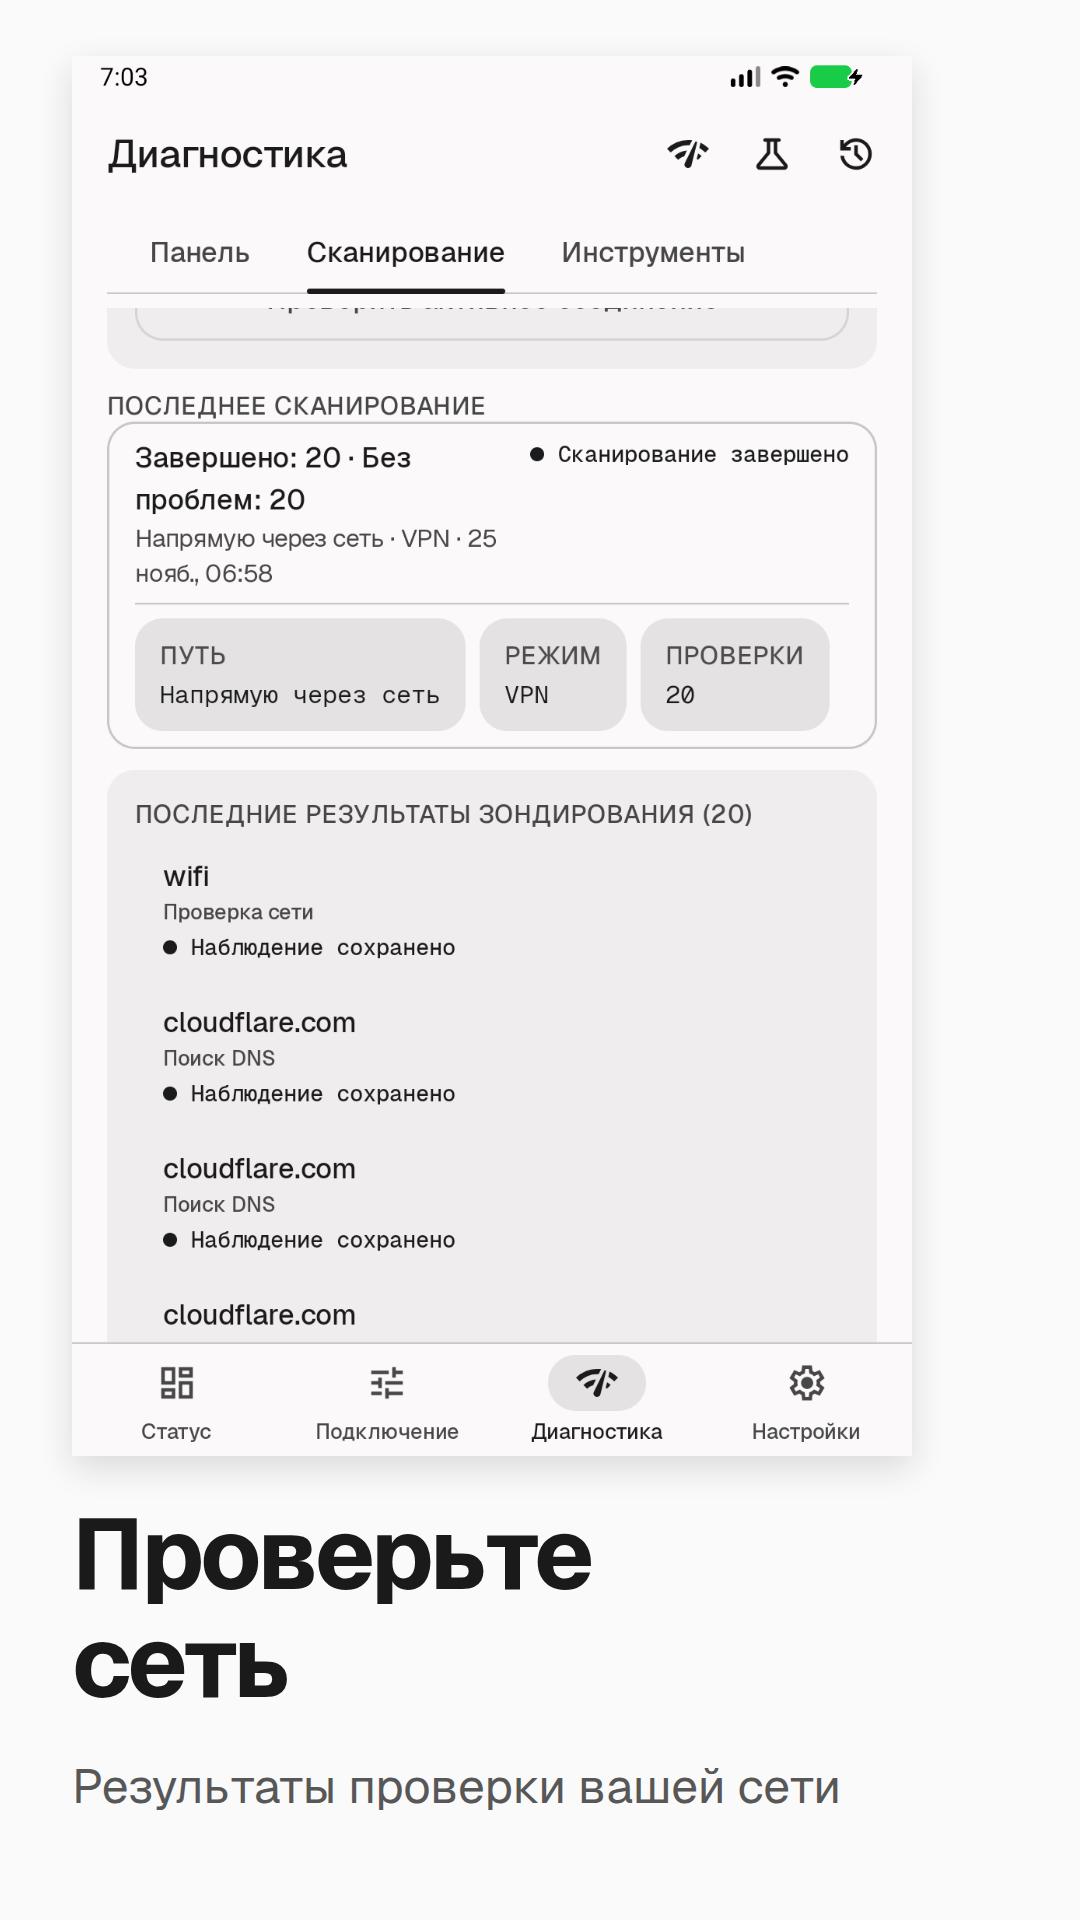 7:03
Диагностика
Панель
Сканирование
Инструменты
Проверить активное соединение
ПОСЛЕДНЕЕ СКАНИРОВАНИЕ
Завершено: 20 · Без
проблем: 20
Сканирование завершено
Напрямую через сеть · VPN · 25
нояб., 06:58
ПУТЬ
Напрямую через сеть
РЕЖИМ
VPN
ПРОВЕРКИ
20
ПОСЛЕДНИЕ РЕЗУЛЬТАТЫ ЗОНДИРОВАНИЯ (20)
wifi
Проверка сети
Наблюдение сохранено
cloudflare.com
Поиск DNS
Наблюдение сохранено
cloudflare.com
Поиск DNS
Наблюдение сохранено
cloudflare.com
Статус
Подключение
Диагностика
Настройки
Проверьте
сеть
Результаты проверки вашей сети